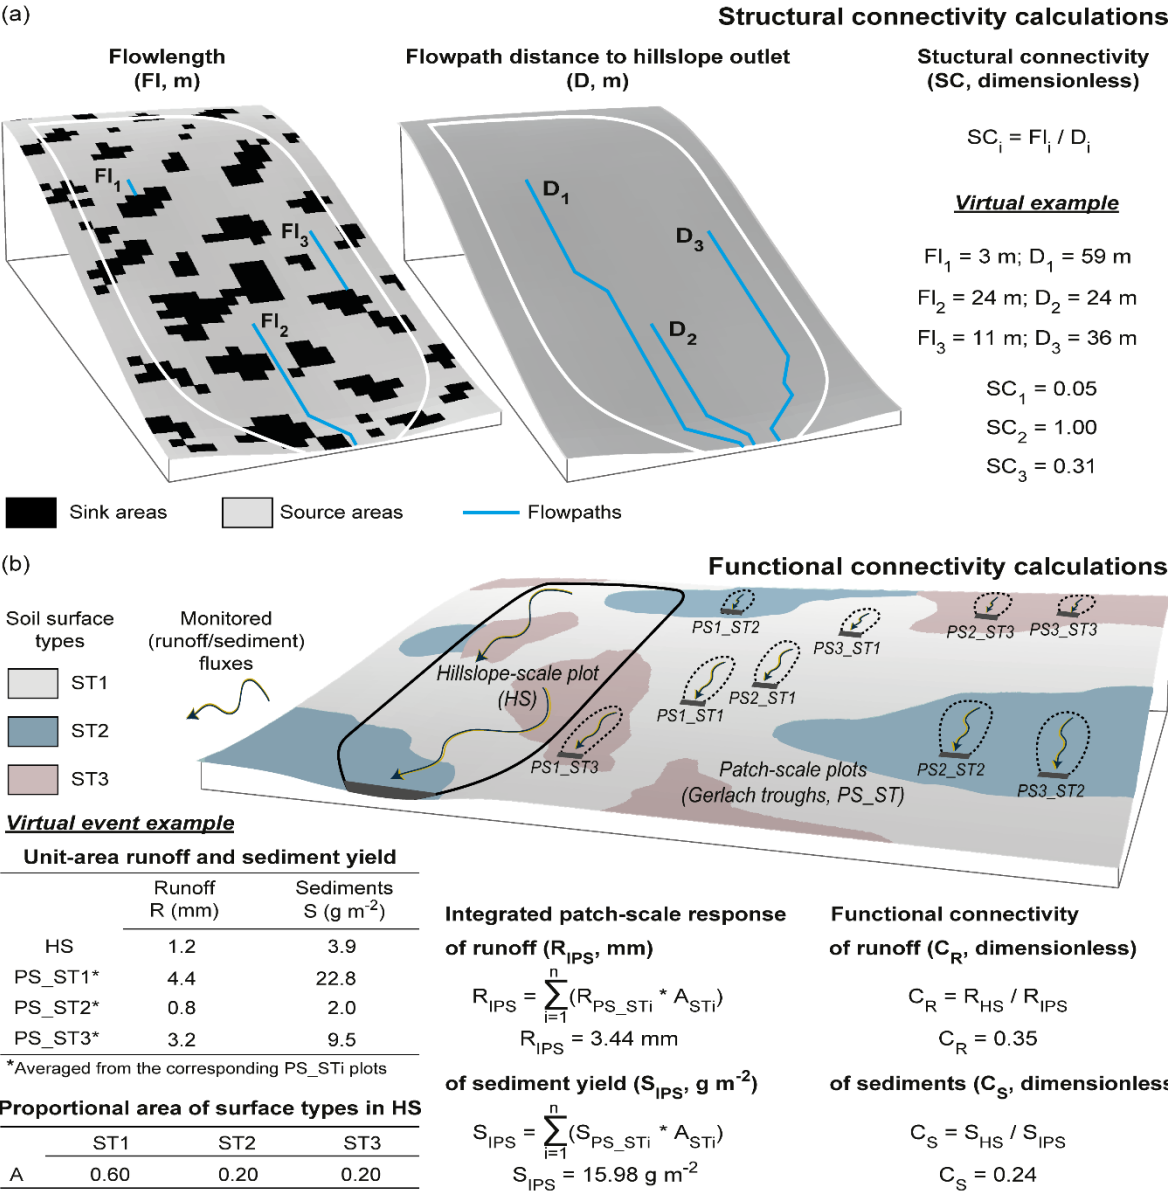 (a)
Structural connectivity calculations
Flowlength
(Fl, m)
Flowpath distance to hillslope outlet
(D, m)
Stuctural connectivity
(SC, dimensionless)
Fl1
Fl3
Fl2
D1
D3
D2
SCi = Fli / Di
Virtual example
Fl1 = 3 m; D1 = 59 m
Fl2 = 24 m; D2 = 24 m
Fl3 = 11 m; D3 = 36 m
SC1 = 0.05
SC2 = 1.00
SC3 = 0.31
Sink areas
Source areas
Flowpaths
(b)
Functional connectivity calculations
Soil surface
types
ST1
ST2
ST3
Monitored
(runoff/sediment)
fluxes
Hillslope-scale plot
(HS)
PS1_ST2
PS3_ST1
PS2_ST3
PS3_ST3
PS1_ST1
PS2_ST1
PS1_ST3
PS2_ST2
PS3_ST2
Patch-scale plots
(Gerlach troughs, PS_ST)
Virtual event example
Unit-area runoff and sediment yield
Runoff Sediments
R (mm) S (g m-2)
HS 1.2 3.9
PS_ST1* 4.4 22.8
PS_ST2* 0.8 2.0
PS_ST3* 3.2 9.5
*Averaged from the corresponding PS_STi plots
Proportional area of surface types in HS
ST1 ST2 ST3
A 0.60 0.20 0.20
Integrated patch-scale response
of runoff (RIPS, mm)
RIPS = n∑i=1(RPS_STi * ASTi)
RIPS = 3.44 mm
of sediment yield (SIPS, g m-2)
SIPS = n∑i=1(SPS_STi * ASTi)
SIPS = 15.98 g m-2
Functional connectivity
of runoff (CR, dimensionless)
CR = RHS / RIPS
CR = 0.35
of sediments (CS, dimensionless
CS = SHS / SIPS
CS = 0.24